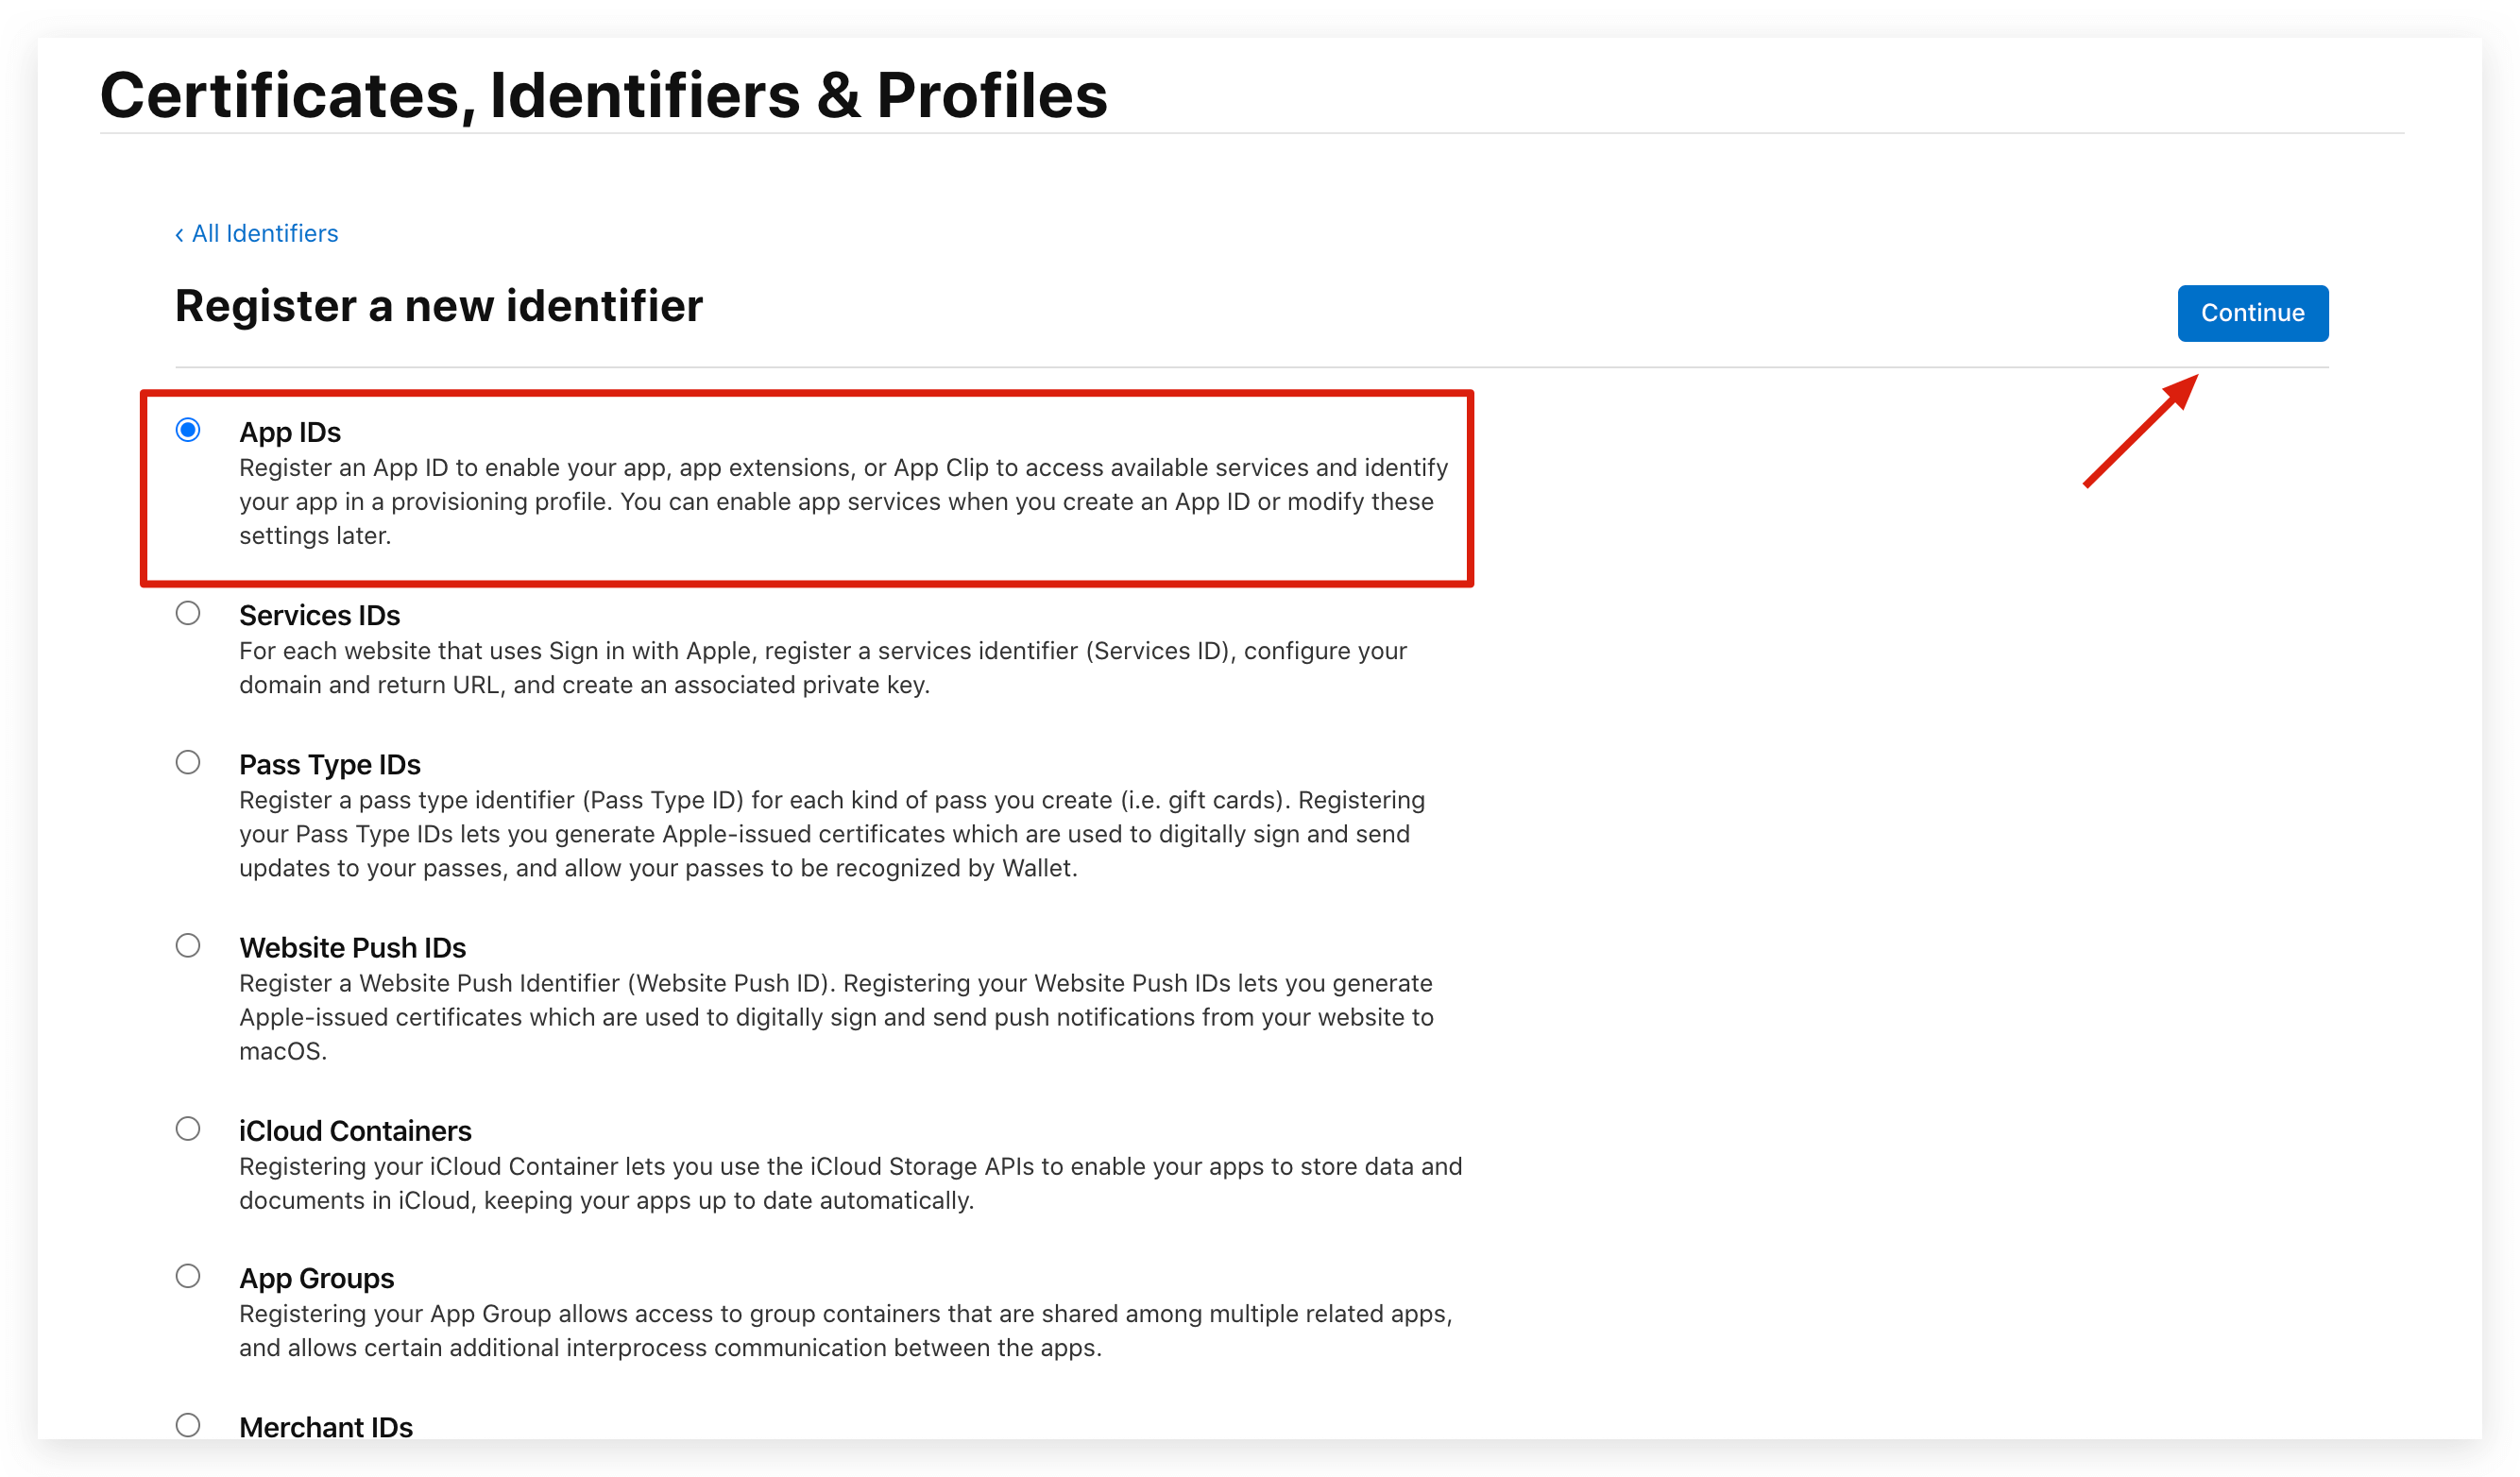 Certificates, Identifiers & Profiles
‹ All Identifiers
Register a new identifier
Continue
App IDs
Register an App ID to enable your app, app extensions, or App Clip to access available services and identify
your app in a provisioning profile. You can enable app services when you create an App ID or modify these
settings later.
Services IDs
For each website that uses Sign in with Apple, register a services identifier (Services ID), configure your
domain and return URL, and create an associated private key.
Pass Type IDs
Register a pass type identifier (Pass Type ID) for each kind of pass you create (i.e. gift cards). Registering
your Pass Type IDs lets you generate Apple-issued certificates which are used to digitally sign and send
updates to your passes, and allow your passes to be recognized by Wallet.
Website Push IDs
Register a Website Push Identifier (Website Push ID). Registering your Website Push IDs lets you generate
Apple-issued certificates which are used to digitally sign and send push notifications from your website to
macOS.
iCloud Containers
Registering your iCloud Container lets you use the iCloud Storage APIs to enable your apps to store data and
documents in iCloud, keeping your apps up to date automatically.
App Groups
Registering your App Group allows access to group containers that are shared among multiple related apps,
and allows certain additional interprocess communication between the apps.
Merchant IDs